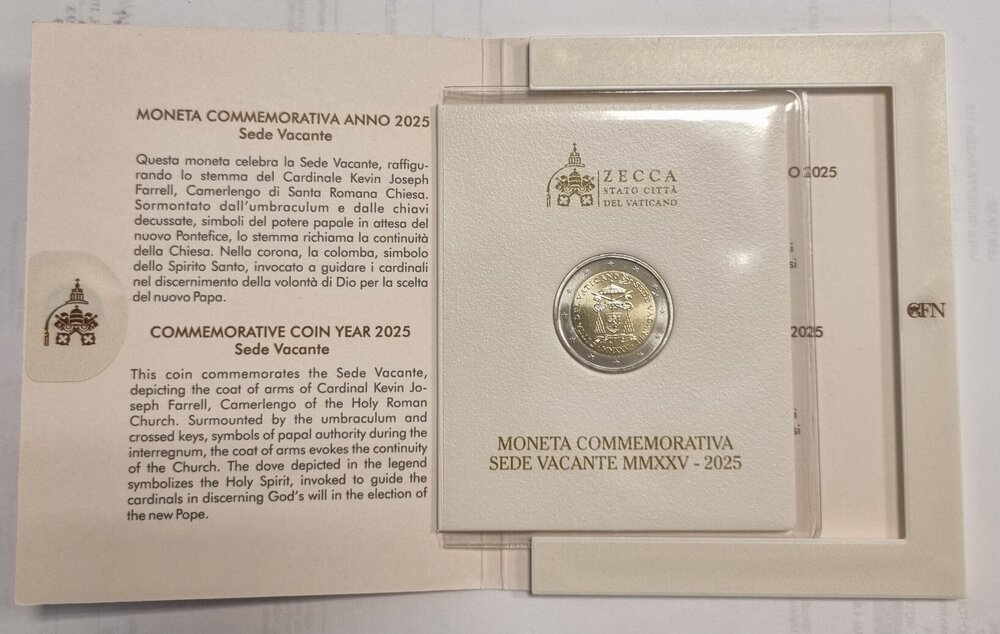 MONETA COMMEMORATIVA ANNO 2025
Sede Vacante
Questa moneta celebra la Sede Vacante, raffigu-
rando lo stemma del Cardinale Kevin Joseph
Farrell, Camerlengo di Santa Romana Chiesa.
Sormontato dall'umbraculum e dalle chiavi
decussate, simboli del potere papale in attesa del
nuovo Pontefice, lo stemma richiama la continuità
della Chiesa. Nella corona, la colomba, simbolo
dello Spirito Santo, invocato a guidare i cardinali
nel discernimento della volontà di Dio per la scelta
del nuovo Papa.
COMMEMORATIVE COIN YEAR 2025
Sede Vacante
This coin commemorates the Sede Vacante,
depicting the coat of arms of Cardinal Kevin Jo-
seph Farrell, Camerlengo of the Holy Roman
Church. Surmounted by the umbraculum and
crossed keys, symbols of papal authority during the
interregnum, the coat of arms evokes the continuity
of the Church. The dove depicted in the legend
symbolizes the Holy Spirit, invoked to guide the
cardinals in discerning God's will in the election of
the new Pope.
ZECCA
STATO CITTÀ
DEL VATICANO
MONETA COMMEMORATIVA
SEDE VACANTE MMXXV - 2025
O 2025
2025
CFN